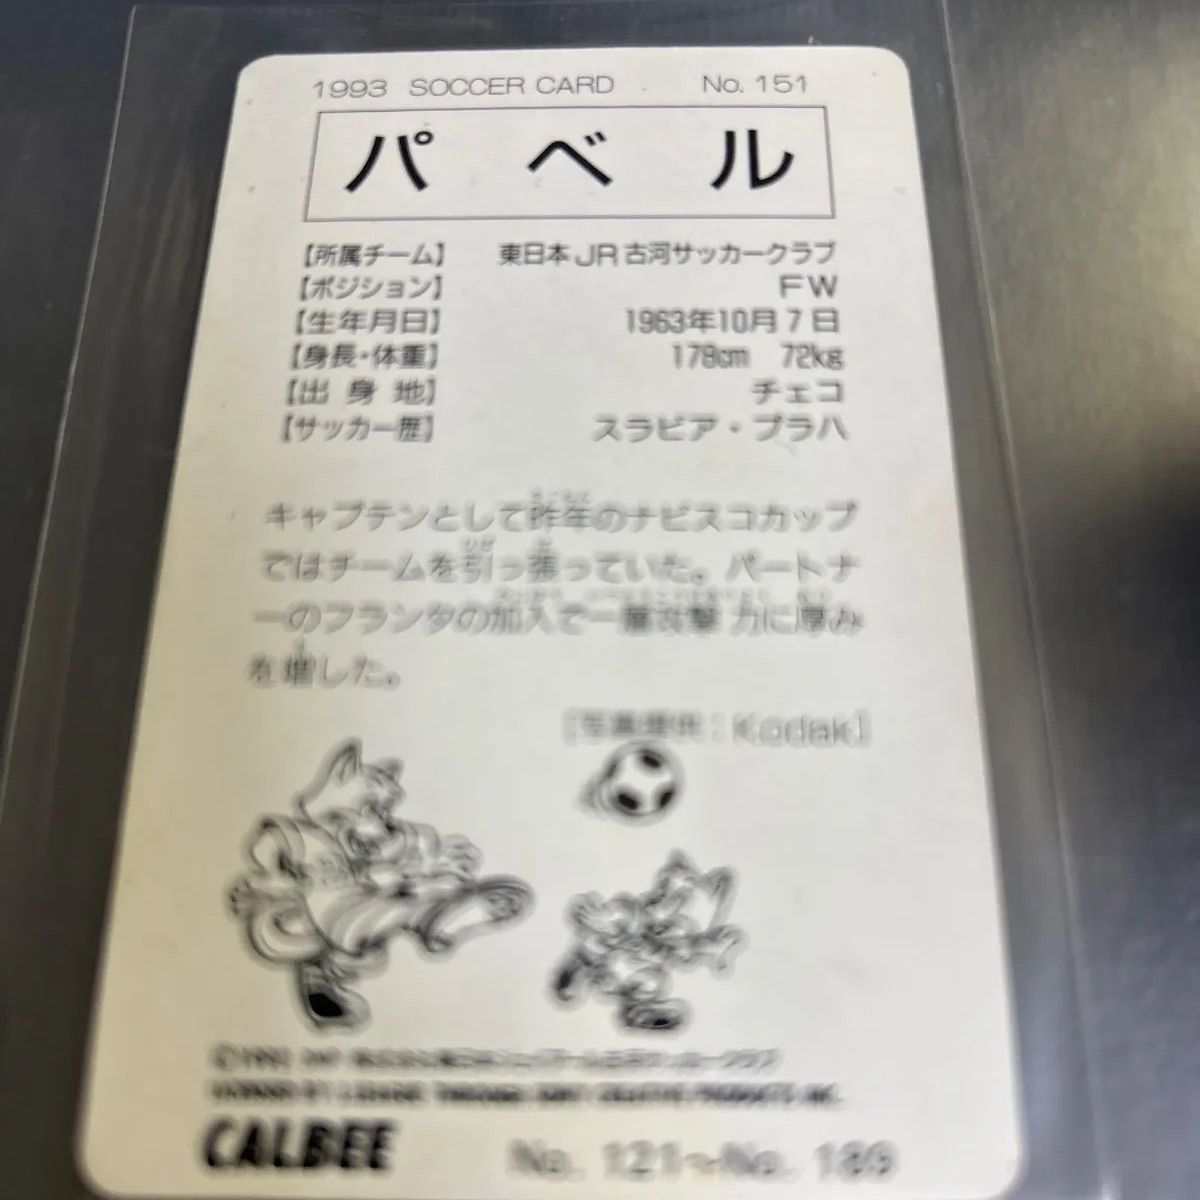 1993 SOCCER CARD No. 151
パベル
【所属チーム】 東日本JR古河サッカークラブ
【ポジション】 FW
【生年月日】 1963年10月7日
【身長・体重】 178cm 72kg
【出身地】 チェコ
【サッカー歴】 スラビア・プラハ
キャプテンとして昨年のナビスコカップ
ではチームを引っ張っていた。パートナ
ーのフランタの加入で一層攻撃力に厚み
を増した。
[写真提供:Kodak]
CALBEE No. 121~No.